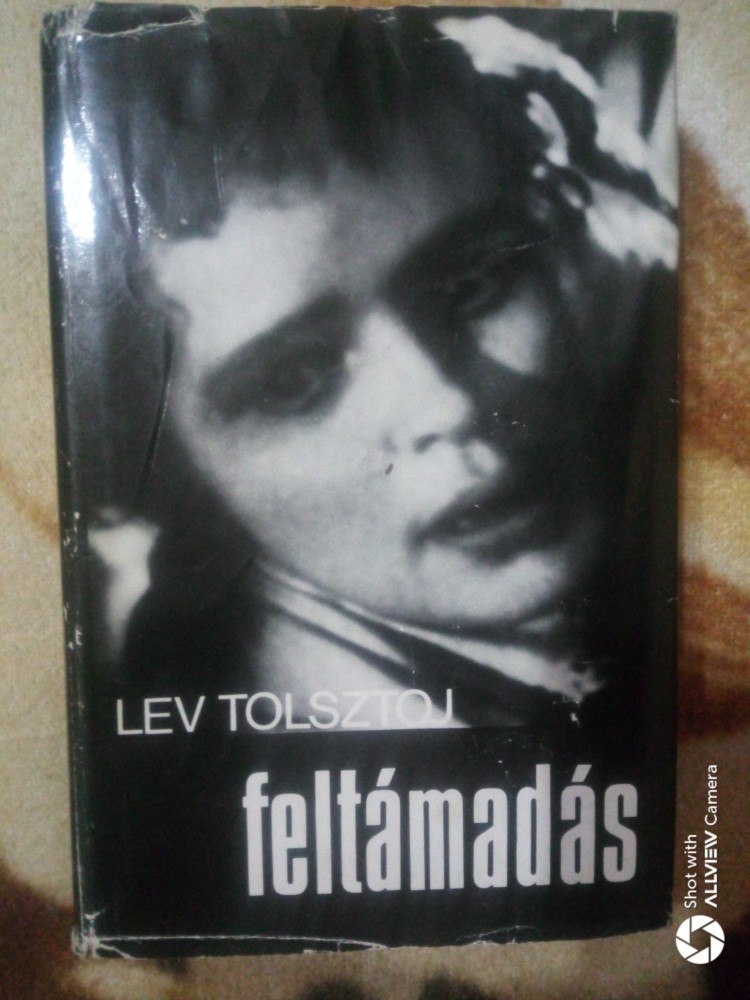 LEV TOLSZTOJ
feltámadás
Shot with
ALLVIEW Camera